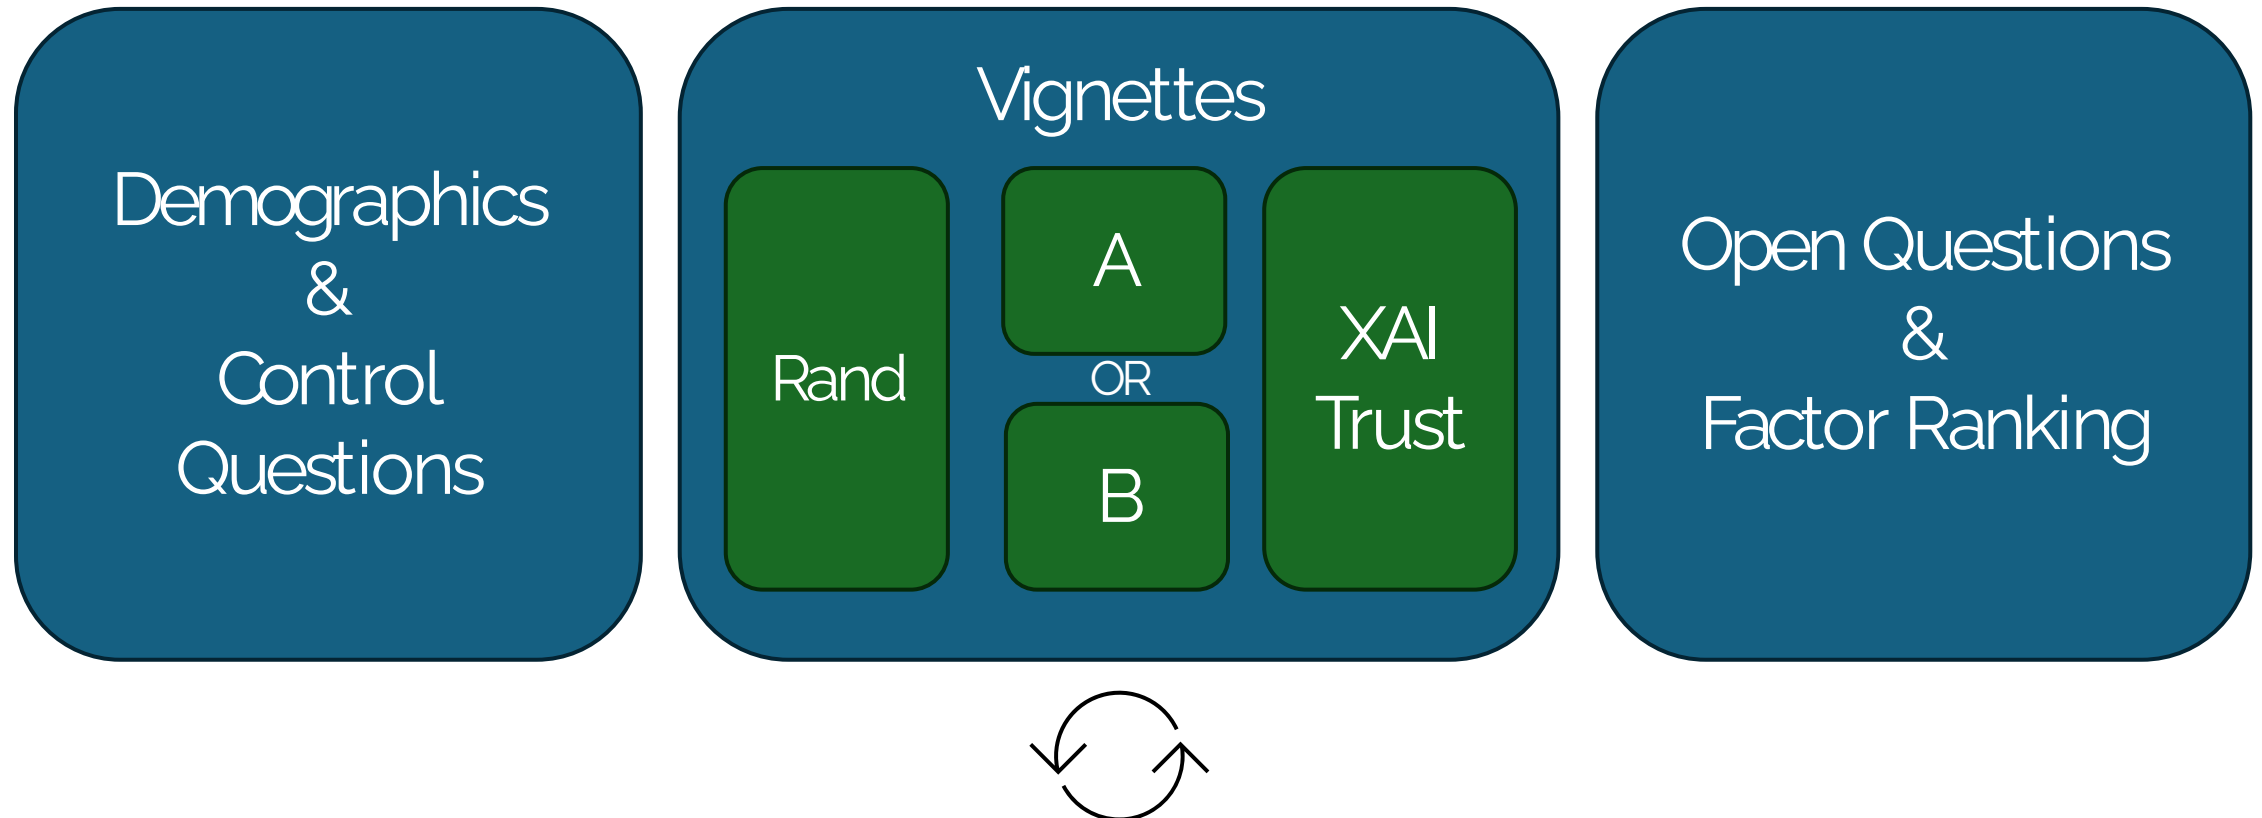 Demographics
&
Control
Questions
Vignettes
Rand
A
OR
B
XAI
Trust
Open Questions
&
Factor Ranking